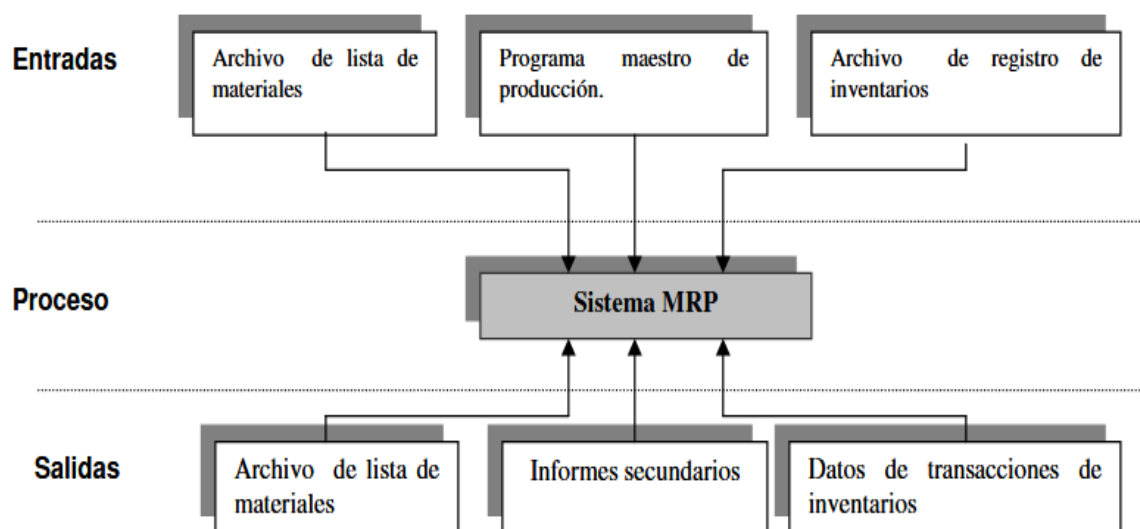 Entradas
Archivo de lista de
materiales
Programa maestro de
producción.
Archivo de registro de
inventarios
Proceso
Sistema MRP
Salidas
Archivo de lista de
materiales
Informes secundarios
Datos de transacciones de
inventarios